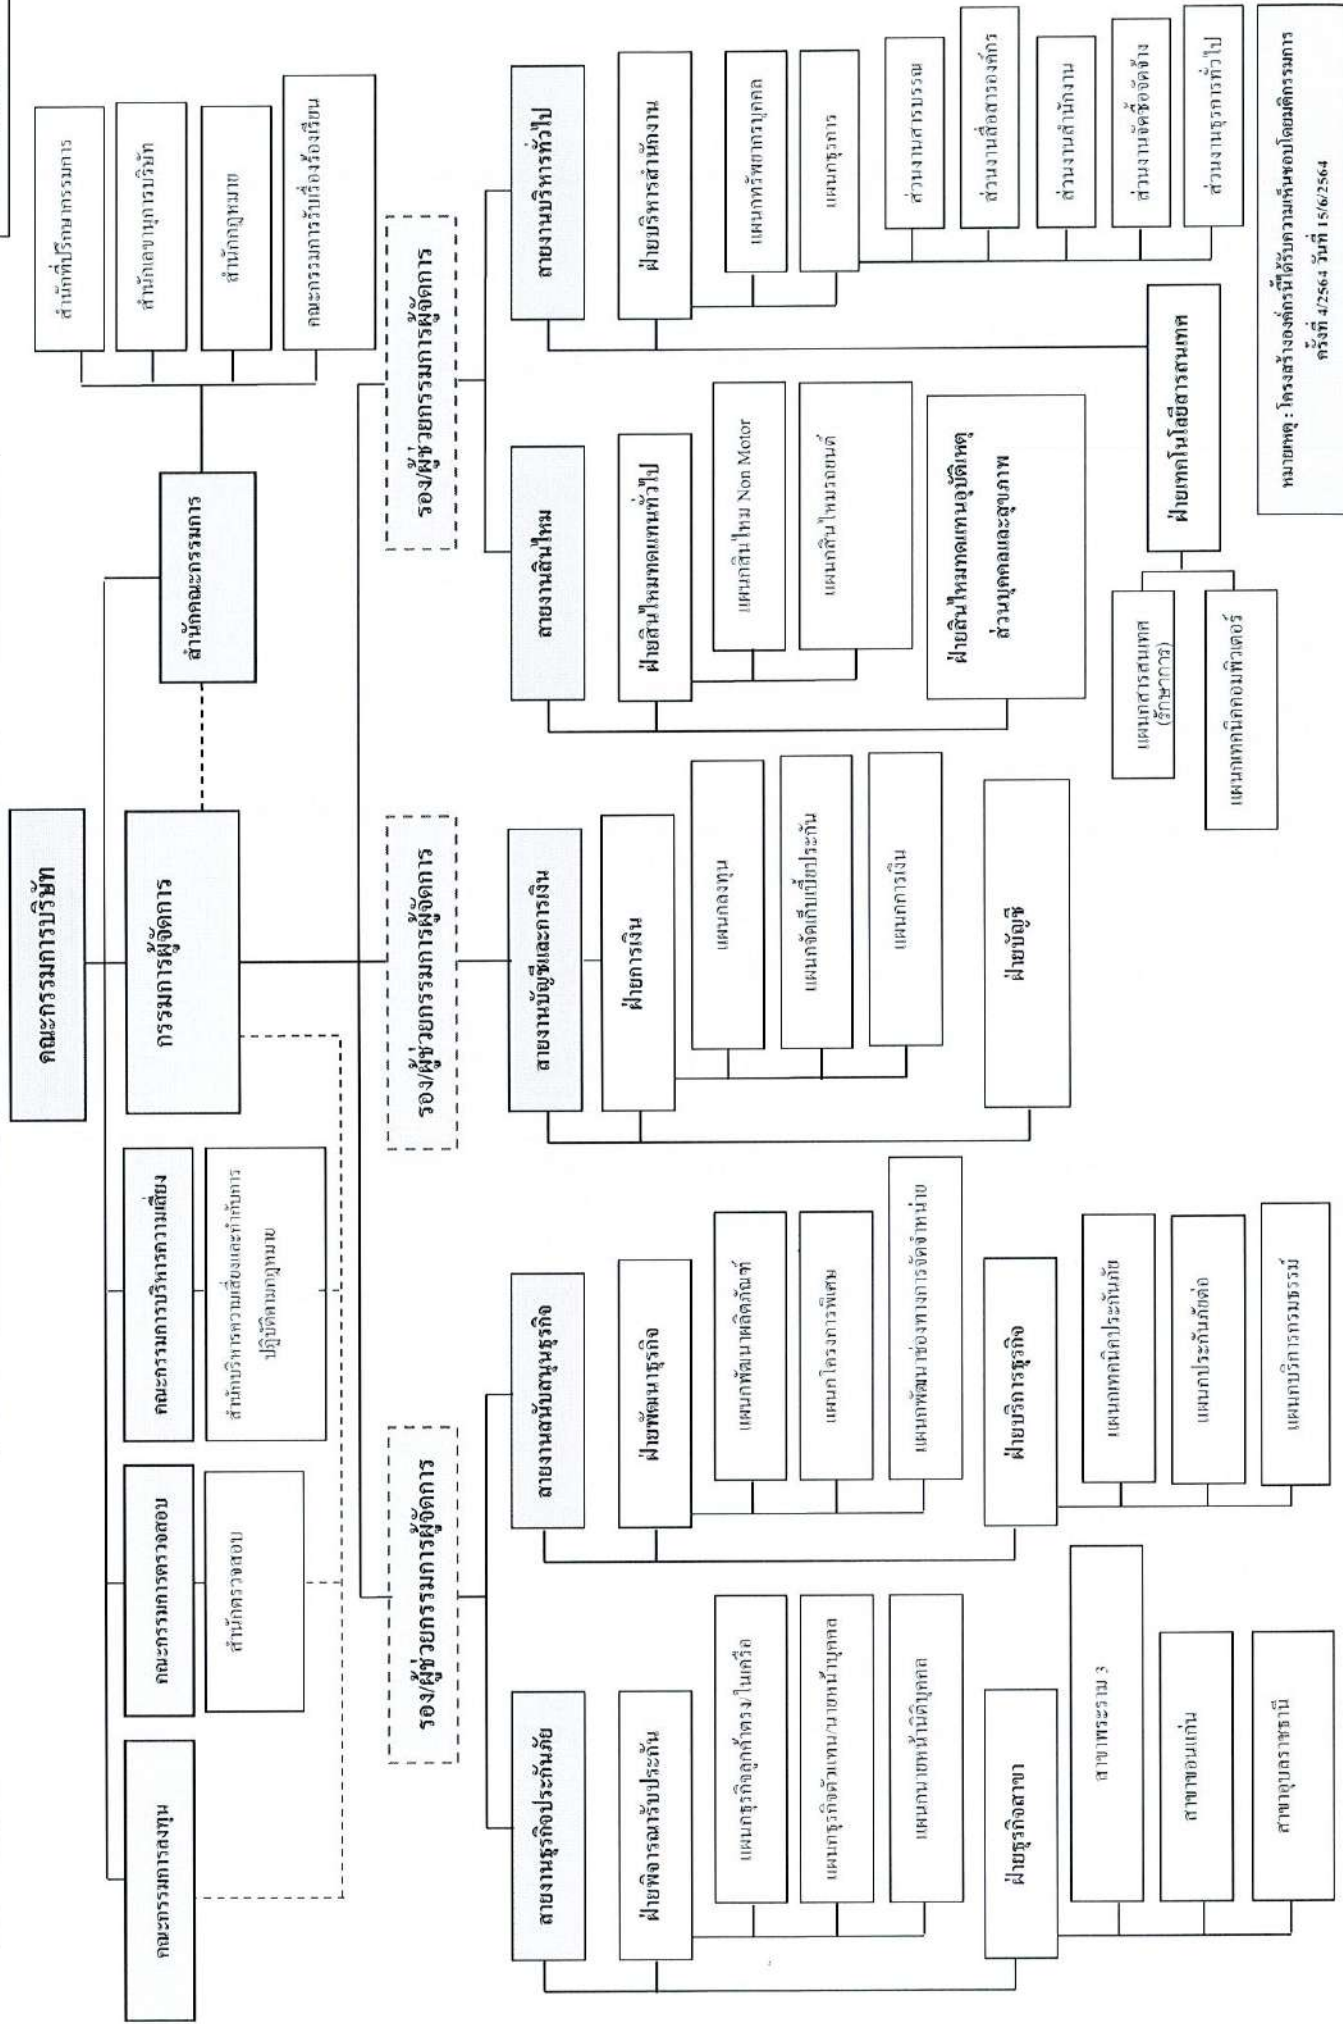 คณะกรรมการบริษัท
สำนักที่ปรึกษากรรมการ
สำนักเลขานุการบริษัท
สำนักกฎหมาย
คณะกรรมการรับเรื่องร้องเรียน
สำนักคณะกรรมการ
กรรมการผู้จัดการ
คณะกรรมการบริหารความเสี่ยง
สำนักบริหารความเสี่ยงและกำกับการ
ปฏิบัติตามกฎหมาย
คณะกรรมการตรวจสอบ
สำนักตรวจสอบ
คณะกรรมการลงทุน
รอง/ผู้ช่วยกรรมการผู้จัดการ
รอง/ผู้ช่วยกรรมการผู้จัดการ
รอง/ผู้ช่วยกรรมการผู้จัดการ
สายงานธุรกิจประกันภัย
ฝ่ายพิจารณารับประกัน
แผนกธุรกิจลูกค้าตรง/ในเครือ
แผนกธุรกิจตัวแทน/นายหน้าบุคคล
แผนกนายหน้านิติบุคคล
ฝ่ายธุรกิจสาขา
สาขาพระราม 3
สาขาขอนแก่น
สาขาอุบลราชธานี
สายงานสนับสนุนธุรกิจ
ฝ่ายพัฒนาธุรกิจ
แผนกพัฒนาผลิตภัณฑ์
แผนกโครงการพิเศษ
แผนกพัฒนาช่องทางการจัดจำหน่าย
ฝ่ายบริการธุรกิจ
แผนกเทคนิคประกันภัย
แผนกประกันภัยต่อ
แผนกบริการกรมธรรม์
สายงานบัญชีและการเงิน
ฝ่ายการเงิน
แผนกลงทุน
แผนกจัดเก็บเบี้ยประกัน
แผนกการเงิน
ฝ่ายบัญชี
สายงานสินไหม
ฝ่ายสินไหมทดแทนทั่วไป
แผนกสินไหม Non Motor
แผนกสินไหมรถยนต์
ฝ่ายสินไหมทดแทนอุบัติเหตุ
ส่วนบุคคลและสุขภาพ
สายงานบริหารทั่วไป
ฝ่ายบริหารสำนักงาน
แผนกทรัพยากรบุคคล
แผนกธุรการ
ส่วนงานสารบรรณ
ส่วนงานสื่อสารองค์กร
ส่วนงานสำนักงาน
ส่วนงานจัดซื้อจัดจ้าง
ส่วนงานธุรการทั่วไป
ฝ่ายเทคโนโลยีสารสนเทศ
แผนกสารสนเทศ
(รักษาการ)
แผนกเทคนิคคอมพิวเตอร์
หมายเหตุ : โครงสร้างองค์กรนี้ได้รับความเห็นชอบโดยมติกรรมการ
ครั้งที่ 4/2564 วันที่ 15/6/2564